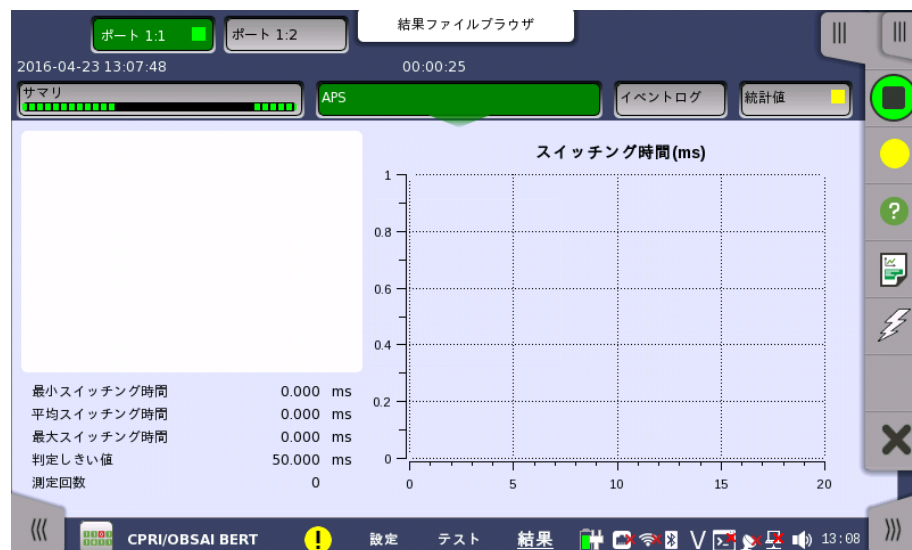 ポート 1:1
ポート 1:2
結果ファイルブラウザ
2016-04-23 13:07:48
00:00:25
サマリ
APS
イベントログ
統計値
スイッチング時間(ms)
1
0.8
0.6
0.4
0.2
0
0 5 10 15 20
最小スイッチング時間 0.000 ms
平均スイッチング時間 0.000 ms
最大スイッチング時間 0.000 ms
判定しきい値 50.000 ms
測定回数 0
CPRI/OBSAI BERT
設定
テスト
結果
13:08